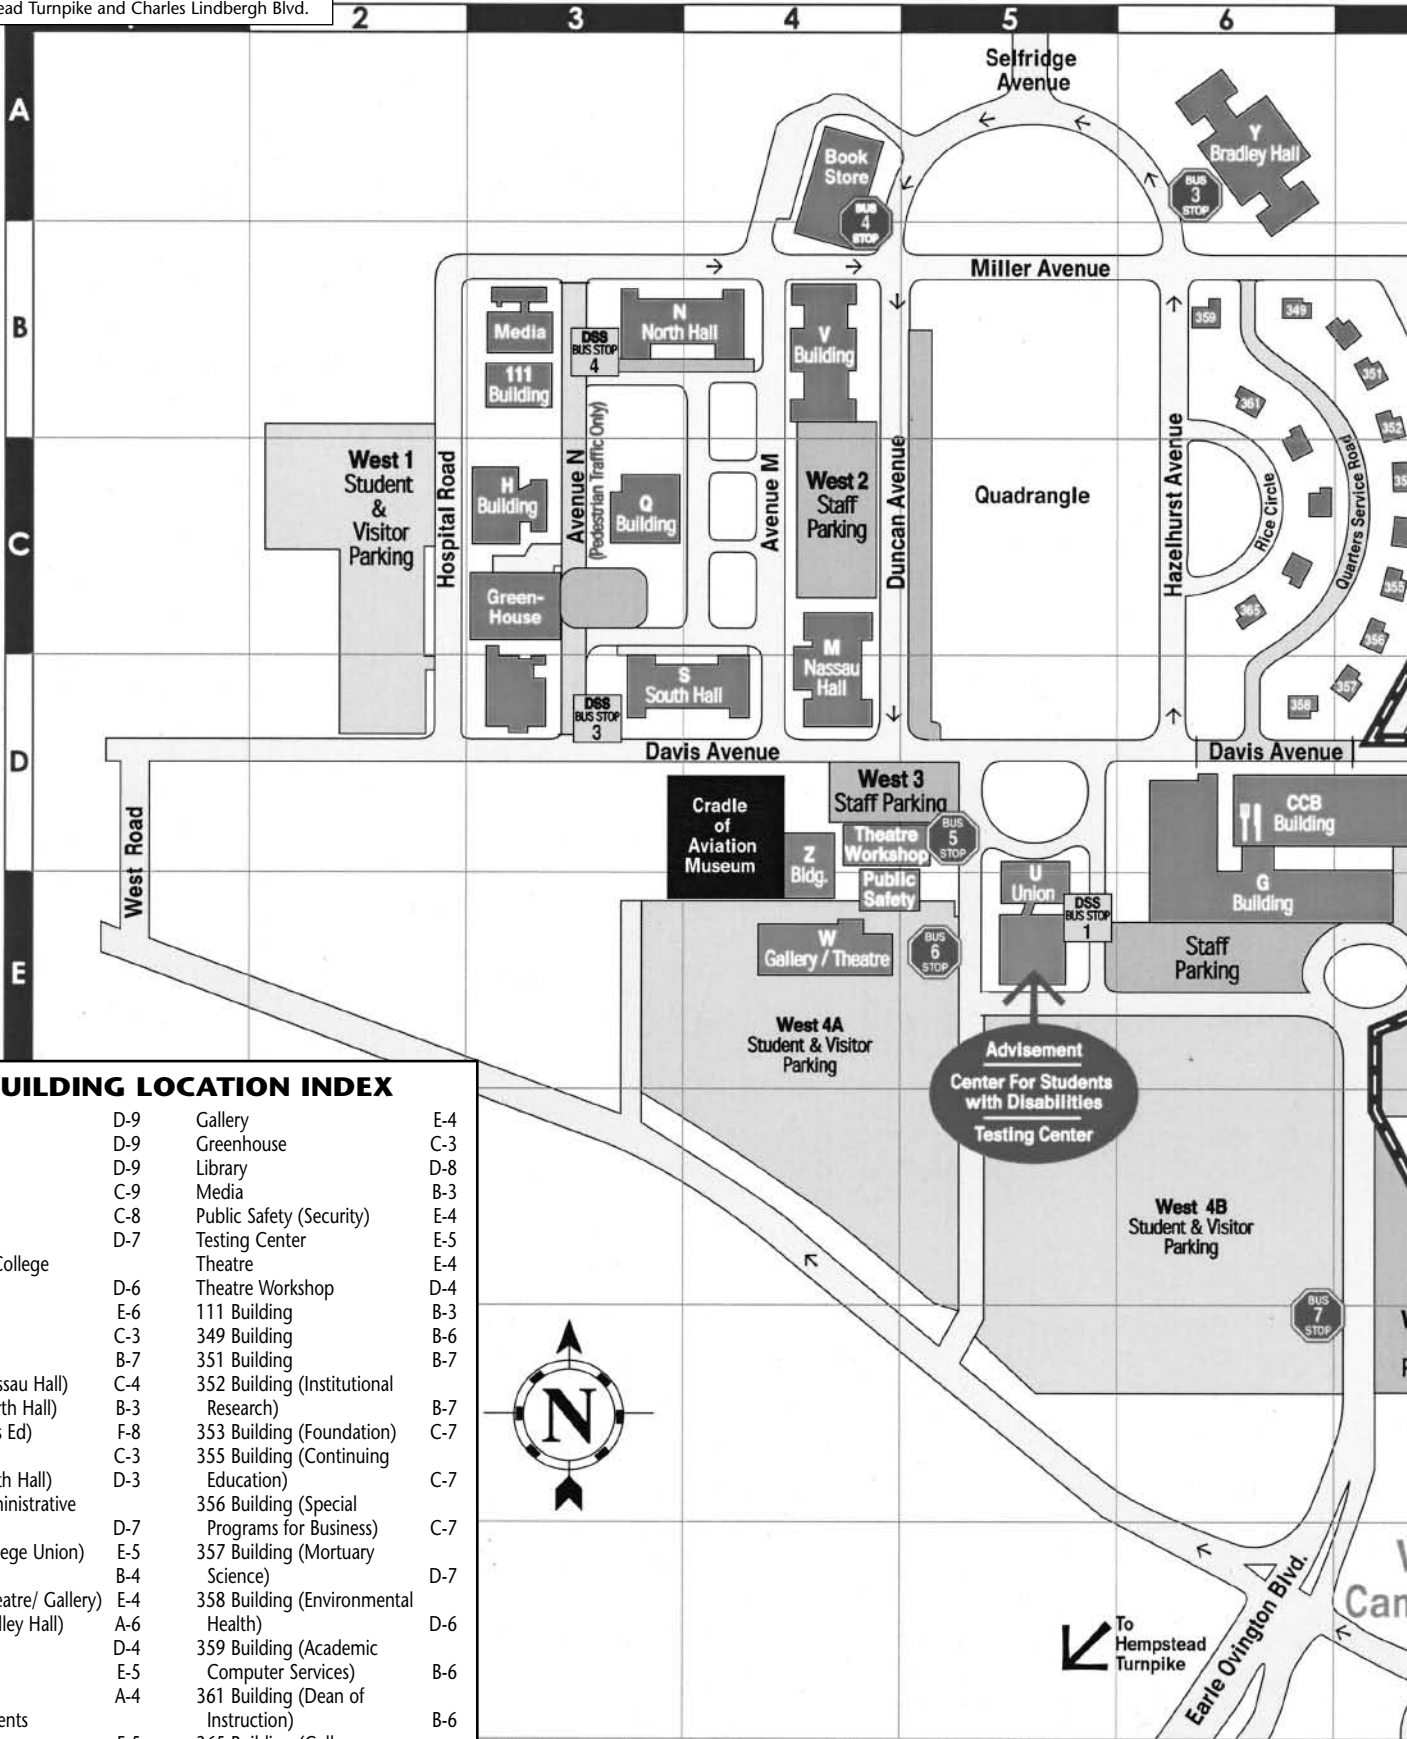 ead Turnpike and Charles Lindbergh Blvd.
2
3
4
5
6
A
B
C
D
E
Selfridge
Avenue
Y
Bradley Hall
BUS
3
STOP
Book
Store
BUS
4
STOP
Miller Avenue
Media
DSS
BUS STOP
4
N
North Hall
V
Building
111
Building
359
349
351
361
352
West 1
Student
&
Visitor
Parking
Hospital Road
H
Building
Avenue N
(Pedestrian Traffic Only)
Q
Building
Avenue M
West 2
Staff
Parking
Duncan Avenue
Quadrangle
Hazelhurst Avenue
Rice Circle
Quarters Service Road
35
355
365
356
357
358
Green-
House
M
Nassau
Hall
S
South Hall
DSS
BUS STOP
3
Davis Avenue
Davis Avenue
West Road
Cradle
of
Aviation
Museum
West 3
Staff Parking
Theatre
Workshop
BUS
5
STOP
Z
Bldg.
Public
Safety
U
Union
DSS
BUS STOP
1
CCB
Building
G
Building
W
Gallery / Theatre
BUS
6
STOP
Staff
Parking
West 4A
Student & Visitor
Parking
Advisement
Center For Students
with Disabilities
Testing Center
West 4B
Student & Visitor
Parking
BUS
7
STOP
N
To
Hempstead
Turnpike
Earle Ovington Blvd.
Cam
UILDING LOCATION INDEX
D-9
D-9
D-9
C-9
C-8
D-7
College
D-6
E-6
C-3
B-7
ssau Hall) C-4
rth Hall) B-3
s Ed) F-8
C-3
th Hall) D-3
ministrative
D-7
ege Union) E-5
B-4
eatre/ Gallery) E-4
lley Hall) A-6
D-4
E-5
A-4
ents
Gallery E-4
Greenhouse C-3
Library D-8
Media B-3
Public Safety (Security) E-4
Testing Center E-5
Theatre E-4
Theatre Workshop D-4
111 Building B-3
349 Building B-6
351 Building B-7
352 Building (Institutional
Research) B-7
353 Building (Foundation) C-7
355 Building (Continuing
Education) C-7
356 Building (Special
Programs for Business) C-7
357 Building (Mortuary
Science) D-7
358 Building (Environmental
Health) D-6
359 Building (Academic
Computer Services) B-6
361 Building (Dean of
Instruction) B-6